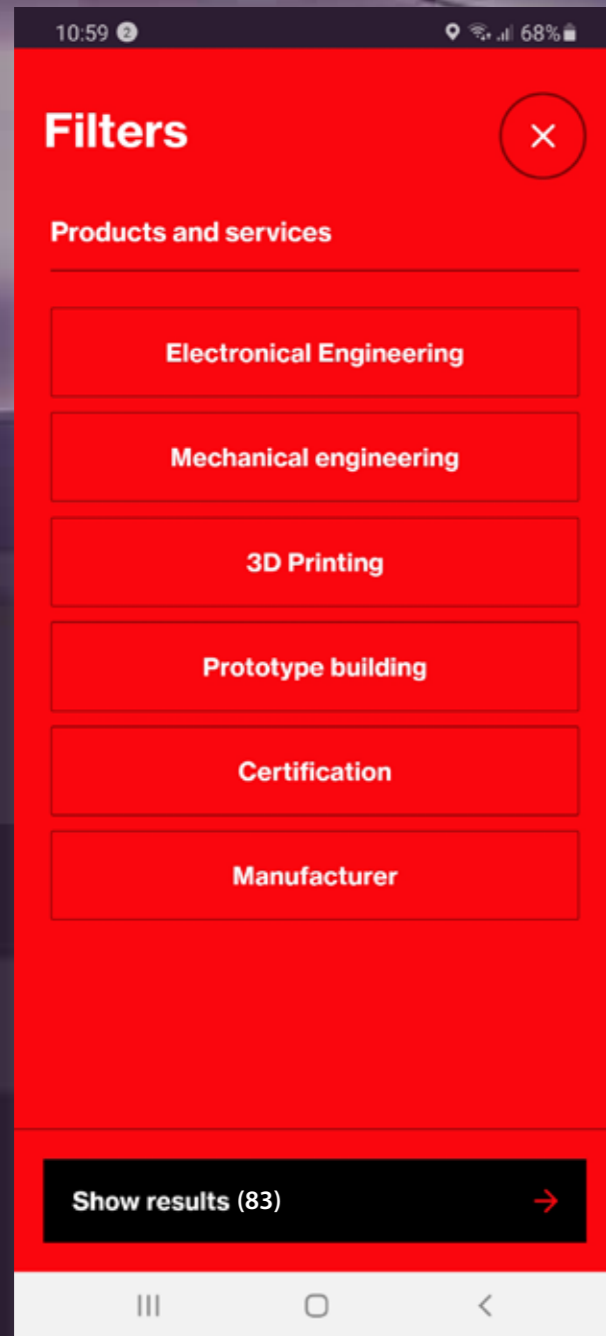 10:59 2 68%
Filters
Products and services
Electronical Engineering
Mechanical engineering
3D Printing
Prototype building
Certification
Manufacturer
Show results (83)